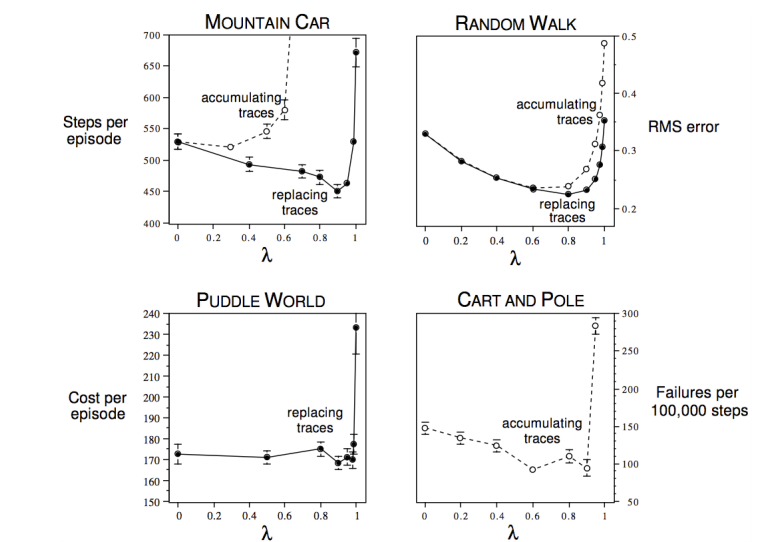 MOUNTAIN CAR
700
650
600
550
500
450
400
Steps per
episode
accumulating
traces
replacing
traces
0 0.2 0.4 0.6 0.8 1
λ
RANDOM WALK
0.5
0.4
0.3
0.2
RMS error
accumulating
traces
replacing
traces
0 0.2 0.4 0.6 0.8 1
λ
PUDDLE WORLD
240
230
220
210
200
190
180
170
160
150
Cost per
episode
replacing
traces
0 0.2 0.4 0.6 0.8 1
λ
CART AND POLE
300
250
200
150
100
50
Failures per
100,000 steps
accumulating
traces
0 0.2 0.4 0.6 0.8 1
λ